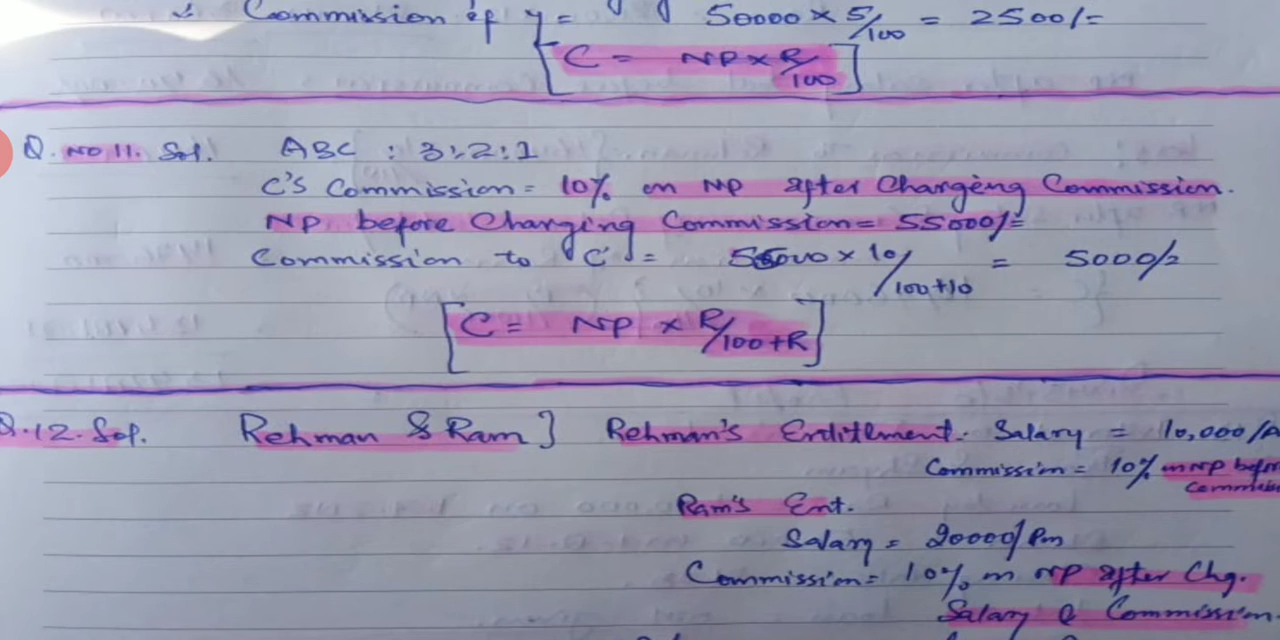 Commission of y = 50000 × 5/100 = 2500/=
[C = NP × R/100]
Q. NO 11. Sol. ABC : 3:2:1
C'S Commission = 10% on NP after Charging Commission.
NP before Charging Commission = 55000/=
Commission to 'C' = 55000 × 10/100+10 = 5000/=
[C = NP × R/100+R]
Q.12. Sol. Rehman & Ram] Rehman's Entitlement. Salary = 10,000/
Commission = 10% on NP before
Ram's Ent.
Salary = 20000/Pm
Commission = 10% on NP after Chg.
Salary & Commission